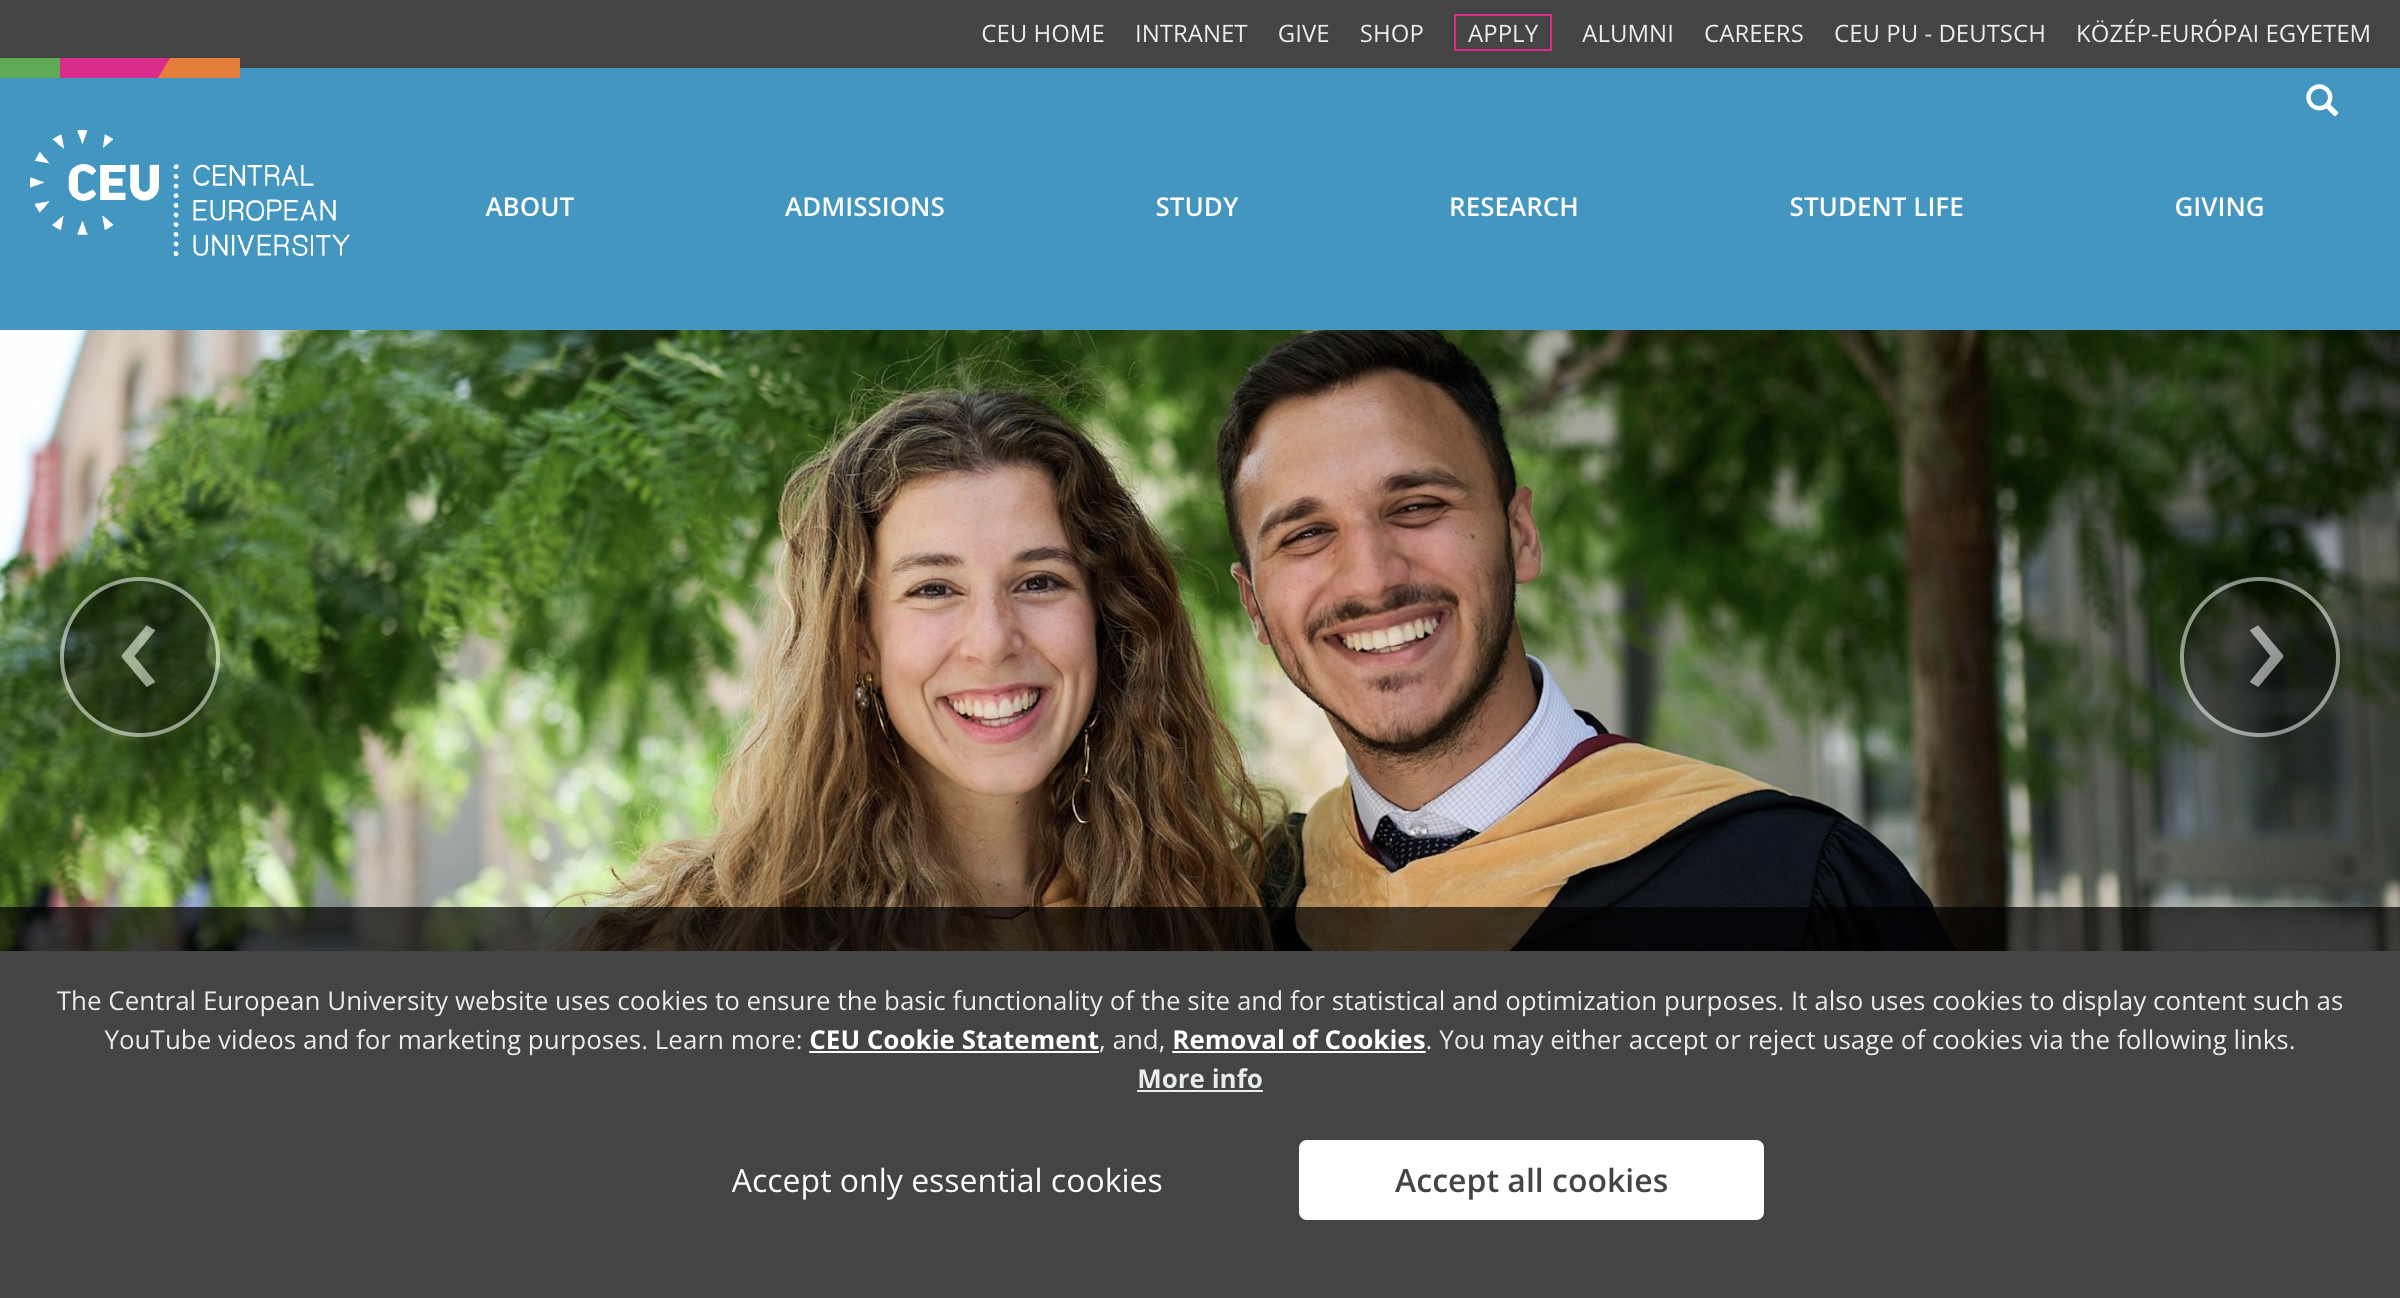 CEU HOME INTRANET GIVE SHOP APPLY ALUMNI CAREERS CEU PU - DEUTSCH KÖZÉP-EURÓPAI EGYETEM
CEU
CENTRAL
EUROPEAN
UNIVERSITY
ABOUT ADMISSIONS STUDY RESEARCH STUDENT LIFE GIVING
The Central European University website uses cookies to ensure the basic functionality of the site and for statistical and optimization purposes. It also uses cookies to display content such as
YouTube videos and for marketing purposes. Learn more: CEU Cookie Statement, and, Removal of Cookies. You may either accept or reject usage of cookies via the following links.
More info
Accept only essential cookies
Accept all cookies